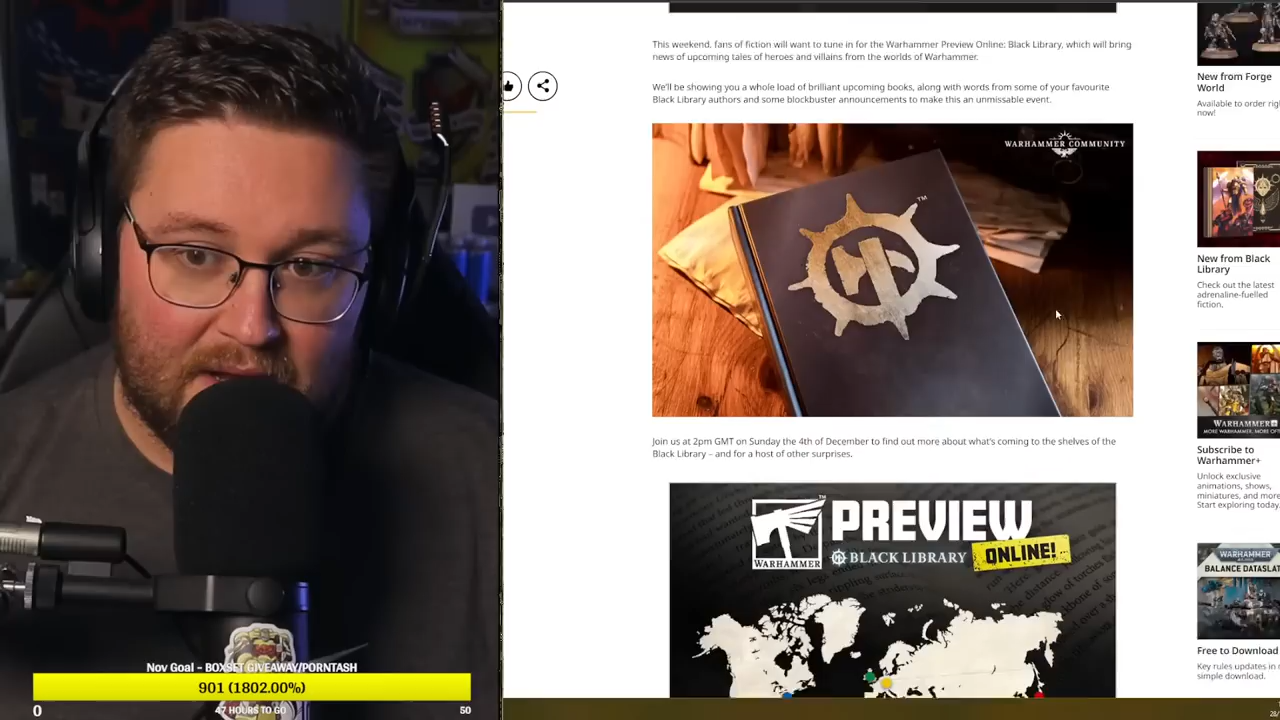 This weekend, fans of fiction will want to tune in for the Warhammer Preview Online: Black Library, which will bring
news of upcoming tales of heroes and villains from the worlds of Warhammer.
We'll be showing you a whole load of brilliant upcoming books, along with words from some of your favourite
Black Library authors and some blockbuster announcements to make this an unmissable event.
WARHAMMER COMMUNITY
TM
Join us at 2pm GMT on Sunday the 4th of December to find out more about what's coming to the shelves of the
Black Library – and for a host of other surprises.
WARHAMMER
TM
PREVIEW
BLACK LIBRARY
ONLINE!
New from Forge
World
Available to order rig
now!
New from Black
Library
Check out the latest
adrenaline-fuelled
fiction.
WARHAMMER+
MORE WARHAMMER. MORE OFT
Subscribe to
Warhammer+
Unlock exclusive
animations, shows,
miniatures, and more
Start exploring today.
WARHAMMER
BALANCE DATASLAT
Free to Download
Key rules updates in
simple download.
Nov Goal - BOXSET GIVEAWAY/PORNTASH
901 (1802.00%)
0
47 HOURS TO GO
50